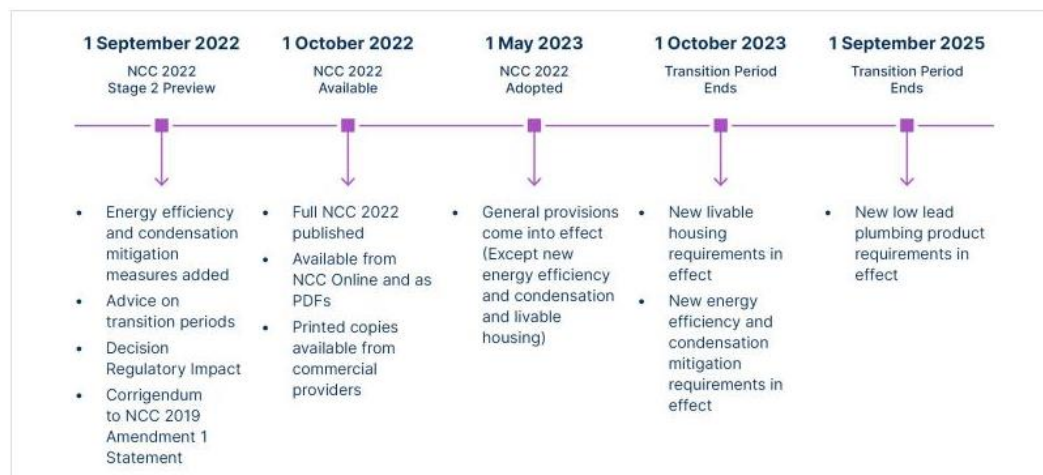 1 September 2022
NCC 2022
Stage 2 Preview
1 October 2022
NCC 2022
Available
1 May 2023
NCC 2022
Adopted
1 October 2023
Transition Period
Ends
1 September 2025
Transition Period
Ends
• Energy efficiency
and condensation
mitigation
measures added
• Advice on
transition periods
• Decision
Regulatory Impact
• Corrigendum
to NCC 2019
Amendment 1
Statement
• Full NCC 2022
published
• Available from
NCC Online and as
PDFs
• Printed copies
available from
commercial
providers
• General provisions
come into effect
(Except new
energy efficiency
and condensation
and livable
housing)
• New livable
housing
requirements in
effect
• New energy
efficiency and
condensation
mitigation
requirements in
effect
• New low lead
plumbing product
requirements in
effect